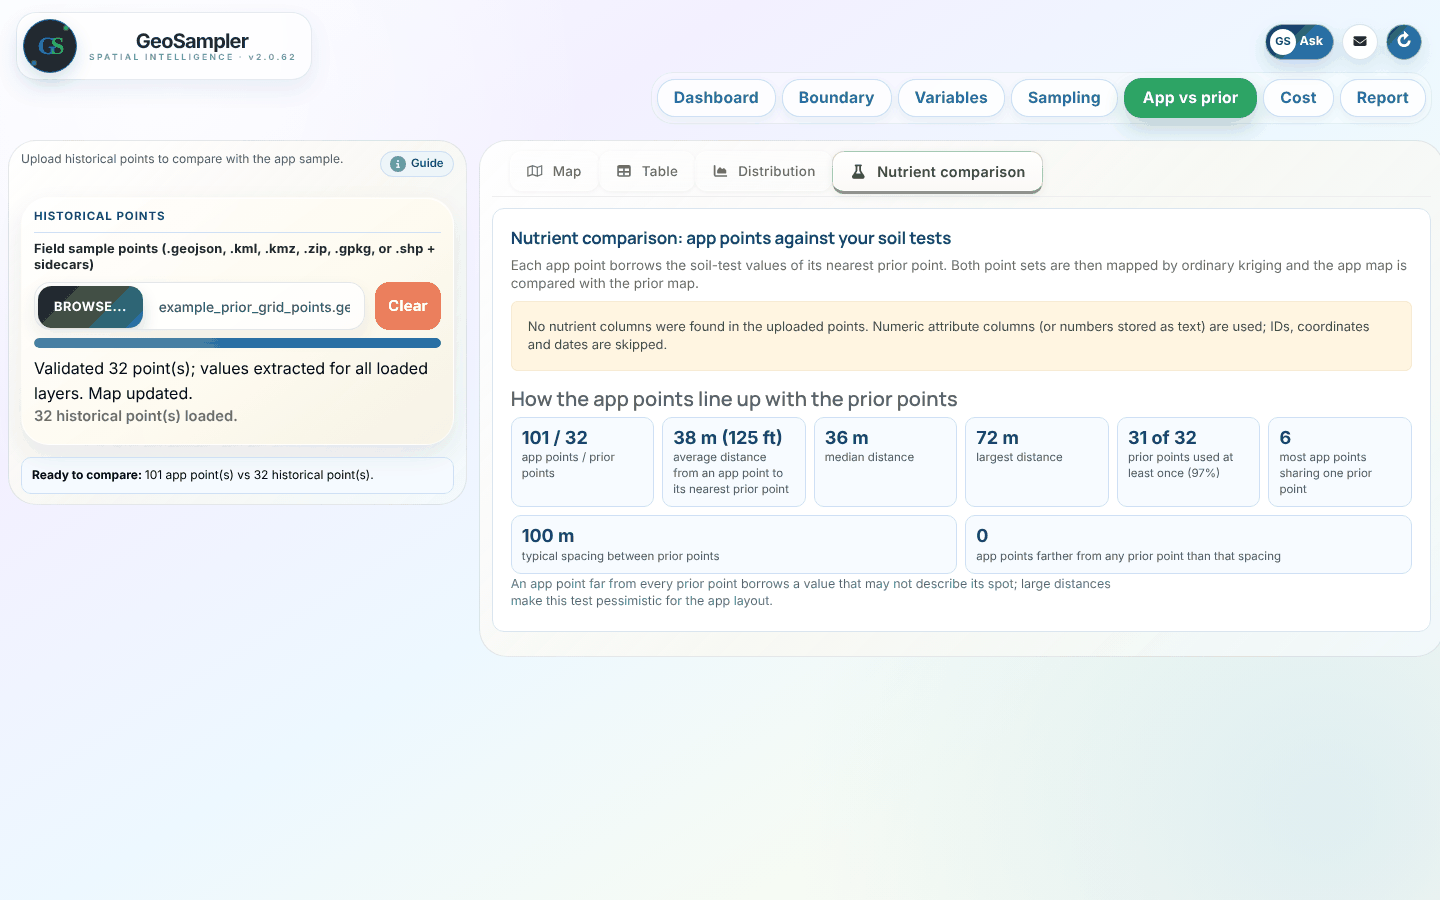 GS
GeoSampler
SPATIAL INTELLIGENCE · v2.0.62
GS Ask
Dashboard
Boundary
Variables
Sampling
App vs prior
Cost
Report
Upload historical points to compare with the app sample.
Guide
HISTORICAL POINTS
Field sample points (.geojson, .kml, .kmz, .zip, .gpkg, or .shp +
sidecars)
BROWSE...
example_prior_grid_points.ge
Clear
Validated 32 point(s); values extracted for all loaded
layers. Map updated.
32 historical point(s) loaded.
Ready to compare: 101 app point(s) vs 32 historical point(s).
Map
Table
Distribution
Nutrient comparison
Nutrient comparison: app points against your soil tests
Each app point borrows the soil-test values of its nearest prior point. Both point sets are then mapped by ordinary kriging and the app map is
compared with the prior map.
No nutrient columns were found in the uploaded points. Numeric attribute columns (or numbers stored as text) are used; IDs, coordinates
and dates are skipped.
How the app points line up with the prior points
101 / 32
app points / prior
points
38 m (125 ft)
average distance
from an app point to
its nearest prior point
36 m
median distance
72 m
largest distance
31 of 32
prior points used at
least once (97%)
6
most app points
sharing one prior
point
100 m
typical spacing between prior points
0
app points farther from any prior point than that spacing
An app point far from every prior point borrows a value that may not describe its spot; large distances
make this test pessimistic for the app layout.